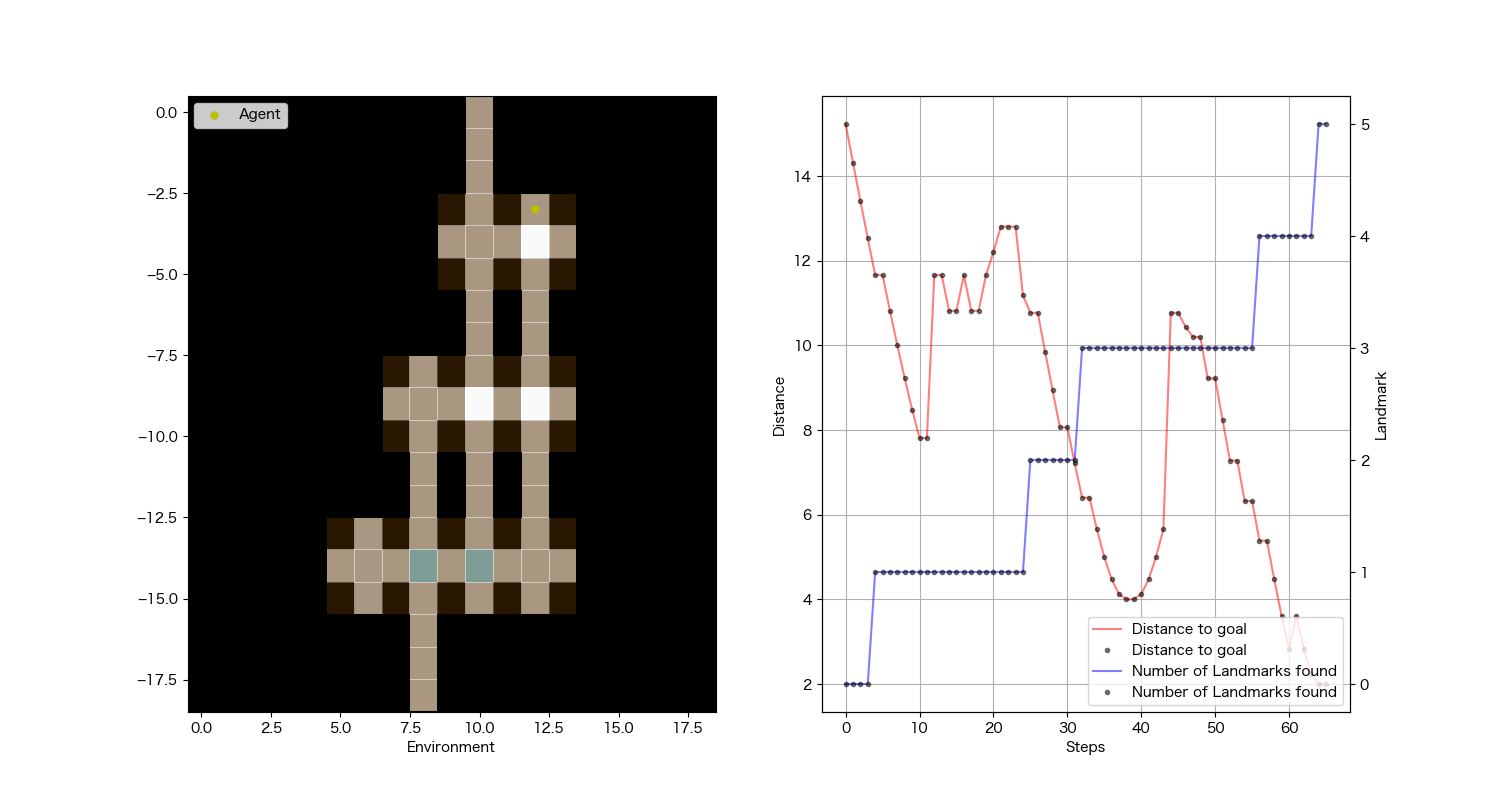 Agent
0.0
−2.5
−5.0
−7.5
−10.0
−12.5
−15.0
−17.5
0.0 2.5 5.0 7.5 10.0 12.5 15.0 17.5
Environment
Distance
14
12
10
8
6
4
2
0 10 20 30 40 50 60
Steps
5
4
3
2
1
0
Landmark
Distance to goal
Distance to goal
Number of Landmarks found
Number of Landmarks found